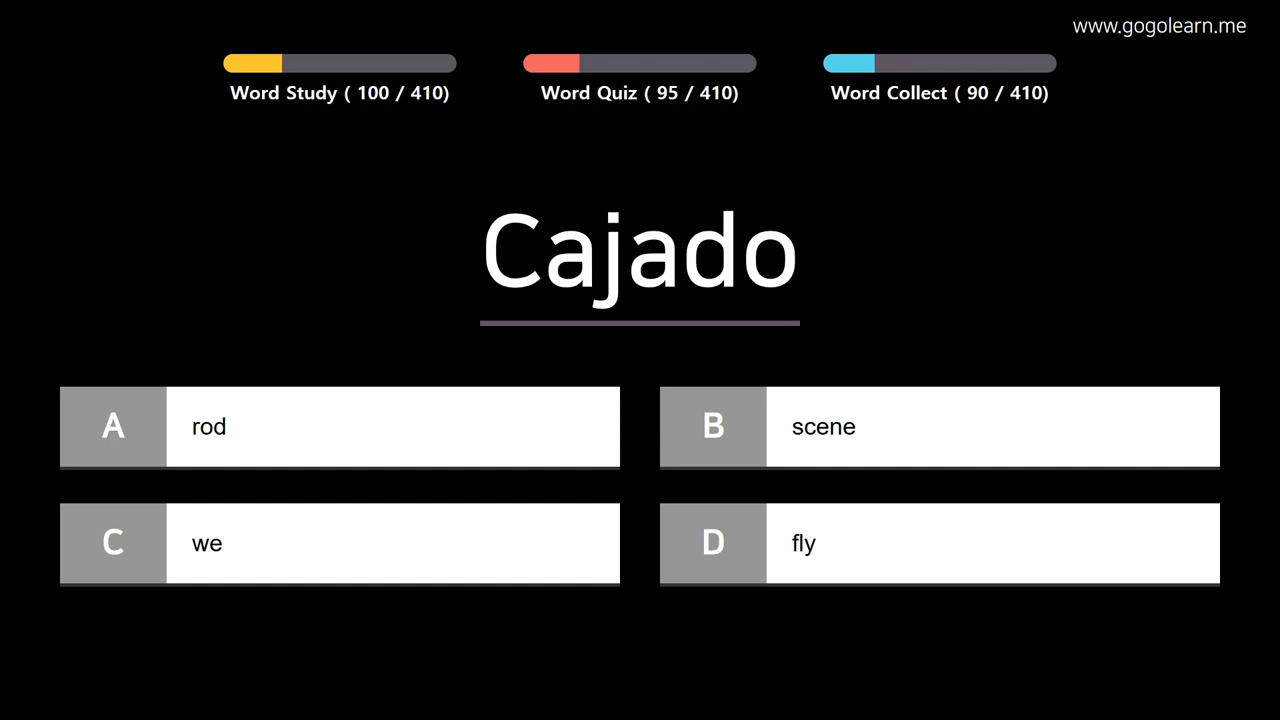 www.gogolearn.me
Word Study ( 100 / 410)
Word Quiz ( 95 / 410)
Word Collect ( 90 / 410)
Cajado
A rod
B scene
C we
D fly